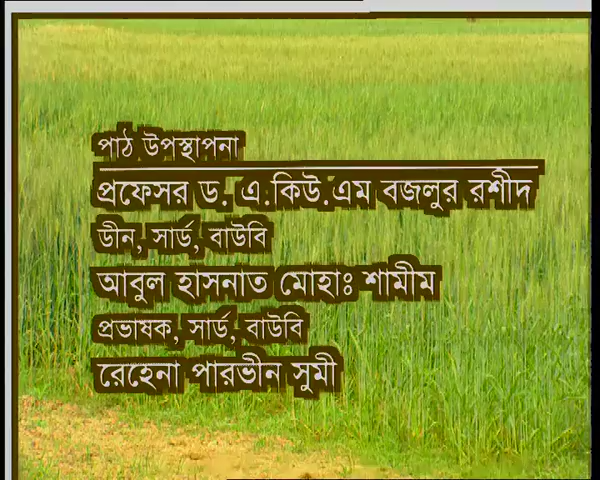 পাঠ উপস্থাপনা
প্রফেসর ড. এ.কিউ.এম বজলুর রশীদ
ডীন, সার্ড, বাউবি
আবুল হাসনাত মোহাঃ শামীম
প্রভাষক, সার্ড, বাউবি
রেহেনা পারভীন সুমী